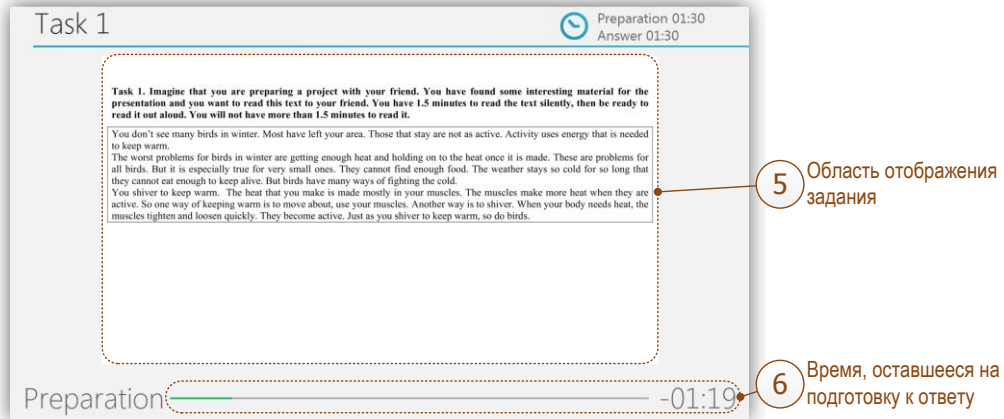 Task 1
Preparation 01:30
Answer 01:30
Task 1. Imagine that you are preparing a project with your friend. You have found some interesting material for the
presentation and you want to read this text to your friend. You have 1.5 minutes to read the text silently, then be ready to
read it out aloud. You will not have more than 1.5 minutes to read it.
You don't see many birds in winter. Most have left your area. Those that stay are not as active. Activity uses energy that is needed
to keep warm.
The worst problems for birds in winter are getting enough heat and holding on to the heat once it is made. These are problems for
all birds. But it is especially true for very small ones. They cannot find enough food. The weather stays so cold for so long that
they cannot eat enough to keep alive. But birds have many ways of fighting the cold.
You shiver to keep warm. The heat that you make is made mostly in your muscles. The muscles make more heat when they are
active. So one way of keeping warm is to move about, use your muscles. Another way is to shiver. When your body needs heat, the
muscles tighten and loosen quickly. They become active. Just as you shiver to keep warm, so do birds.
5 Область отображения
задания
Preparation -01:19
6 Время, оставшееся на
подготовку к ответу